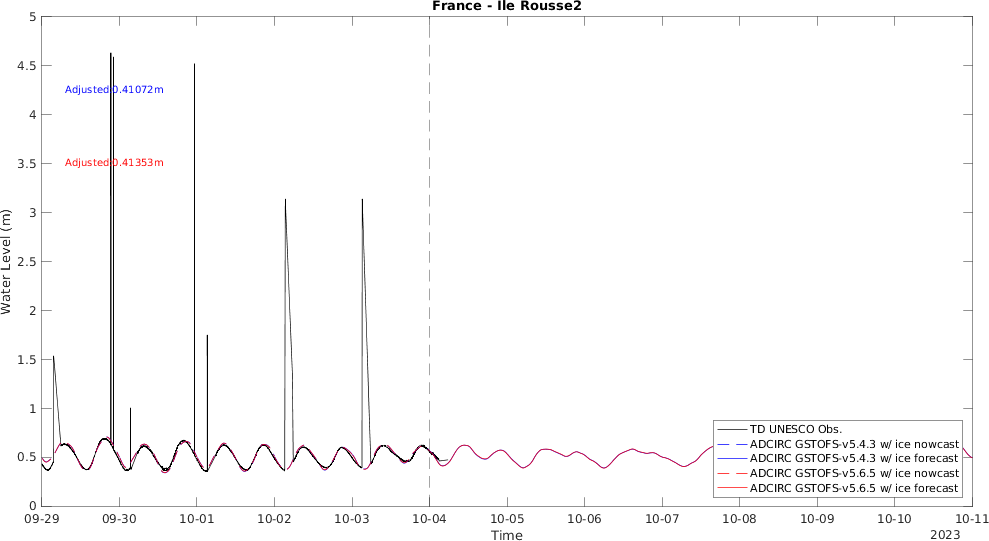 France - Ile Rousse2
5
4.5
4
3.5
3
2.5
2
1.5
1
0.5
0
Water Level (m)
Adjusted 0.41072m
Adjusted 0.41353m
TD UNESCO Obs.
ADCIRC GSTOFS-v5.4.3 w/ ice nowcast
ADCIRC GSTOFS-v5.4.3 w/ ice forecast
ADCIRC GSTOFS-v5.6.5 w/ ice nowcast
ADCIRC GSTOFS-v5.6.5 w/ ice forecast
09-29 09-30 10-01 10-02 10-03 10-04 10-05 10-06 10-07 10-08 10-09 10-10 10-11
Time
2023